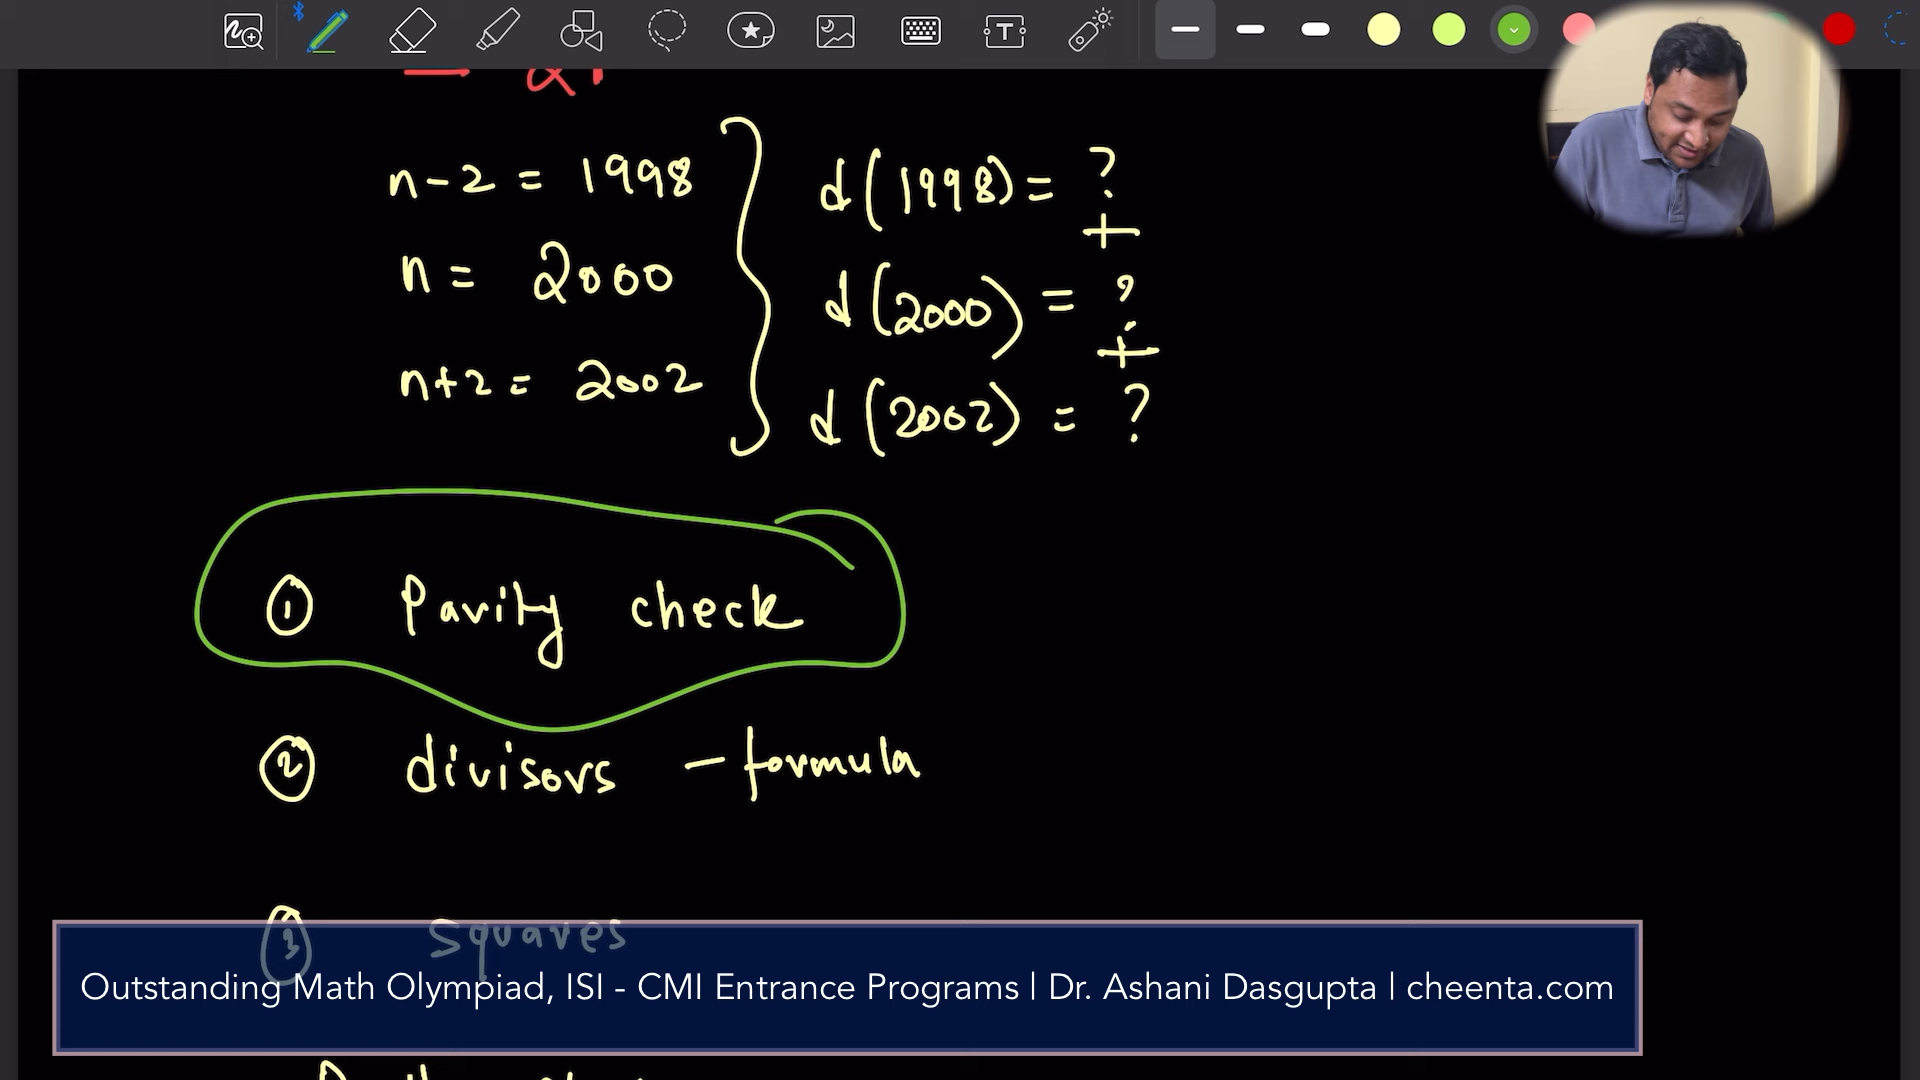 n-2 = 1998
d(1998) = ?
+
n = 2000
d(2000) = ?
+
n+2 = 2002
d(2002) = ?
① Parity check
② divisors - formula
③ squares
Outstanding Math Olympiad, ISI - CMI Entrance Programs | Dr. Ashani Dasgupta | cheenta.com